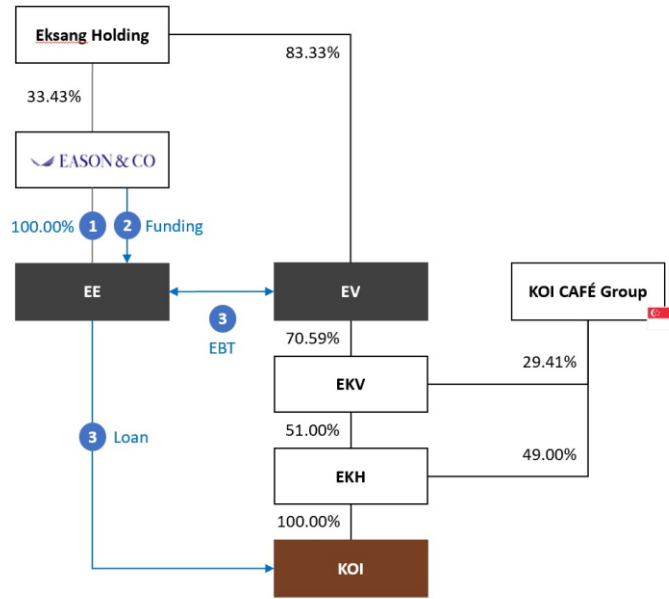 Eksang Holding
83.33%
33.43%
EASON & CO
100.00% 1 2 Funding
EE
EV
KOI CAFÉ Group
3
EBT
70.59%
EKV
29.41%
51.00%
3 Loan
49.00%
EKH
100.00%
KOI